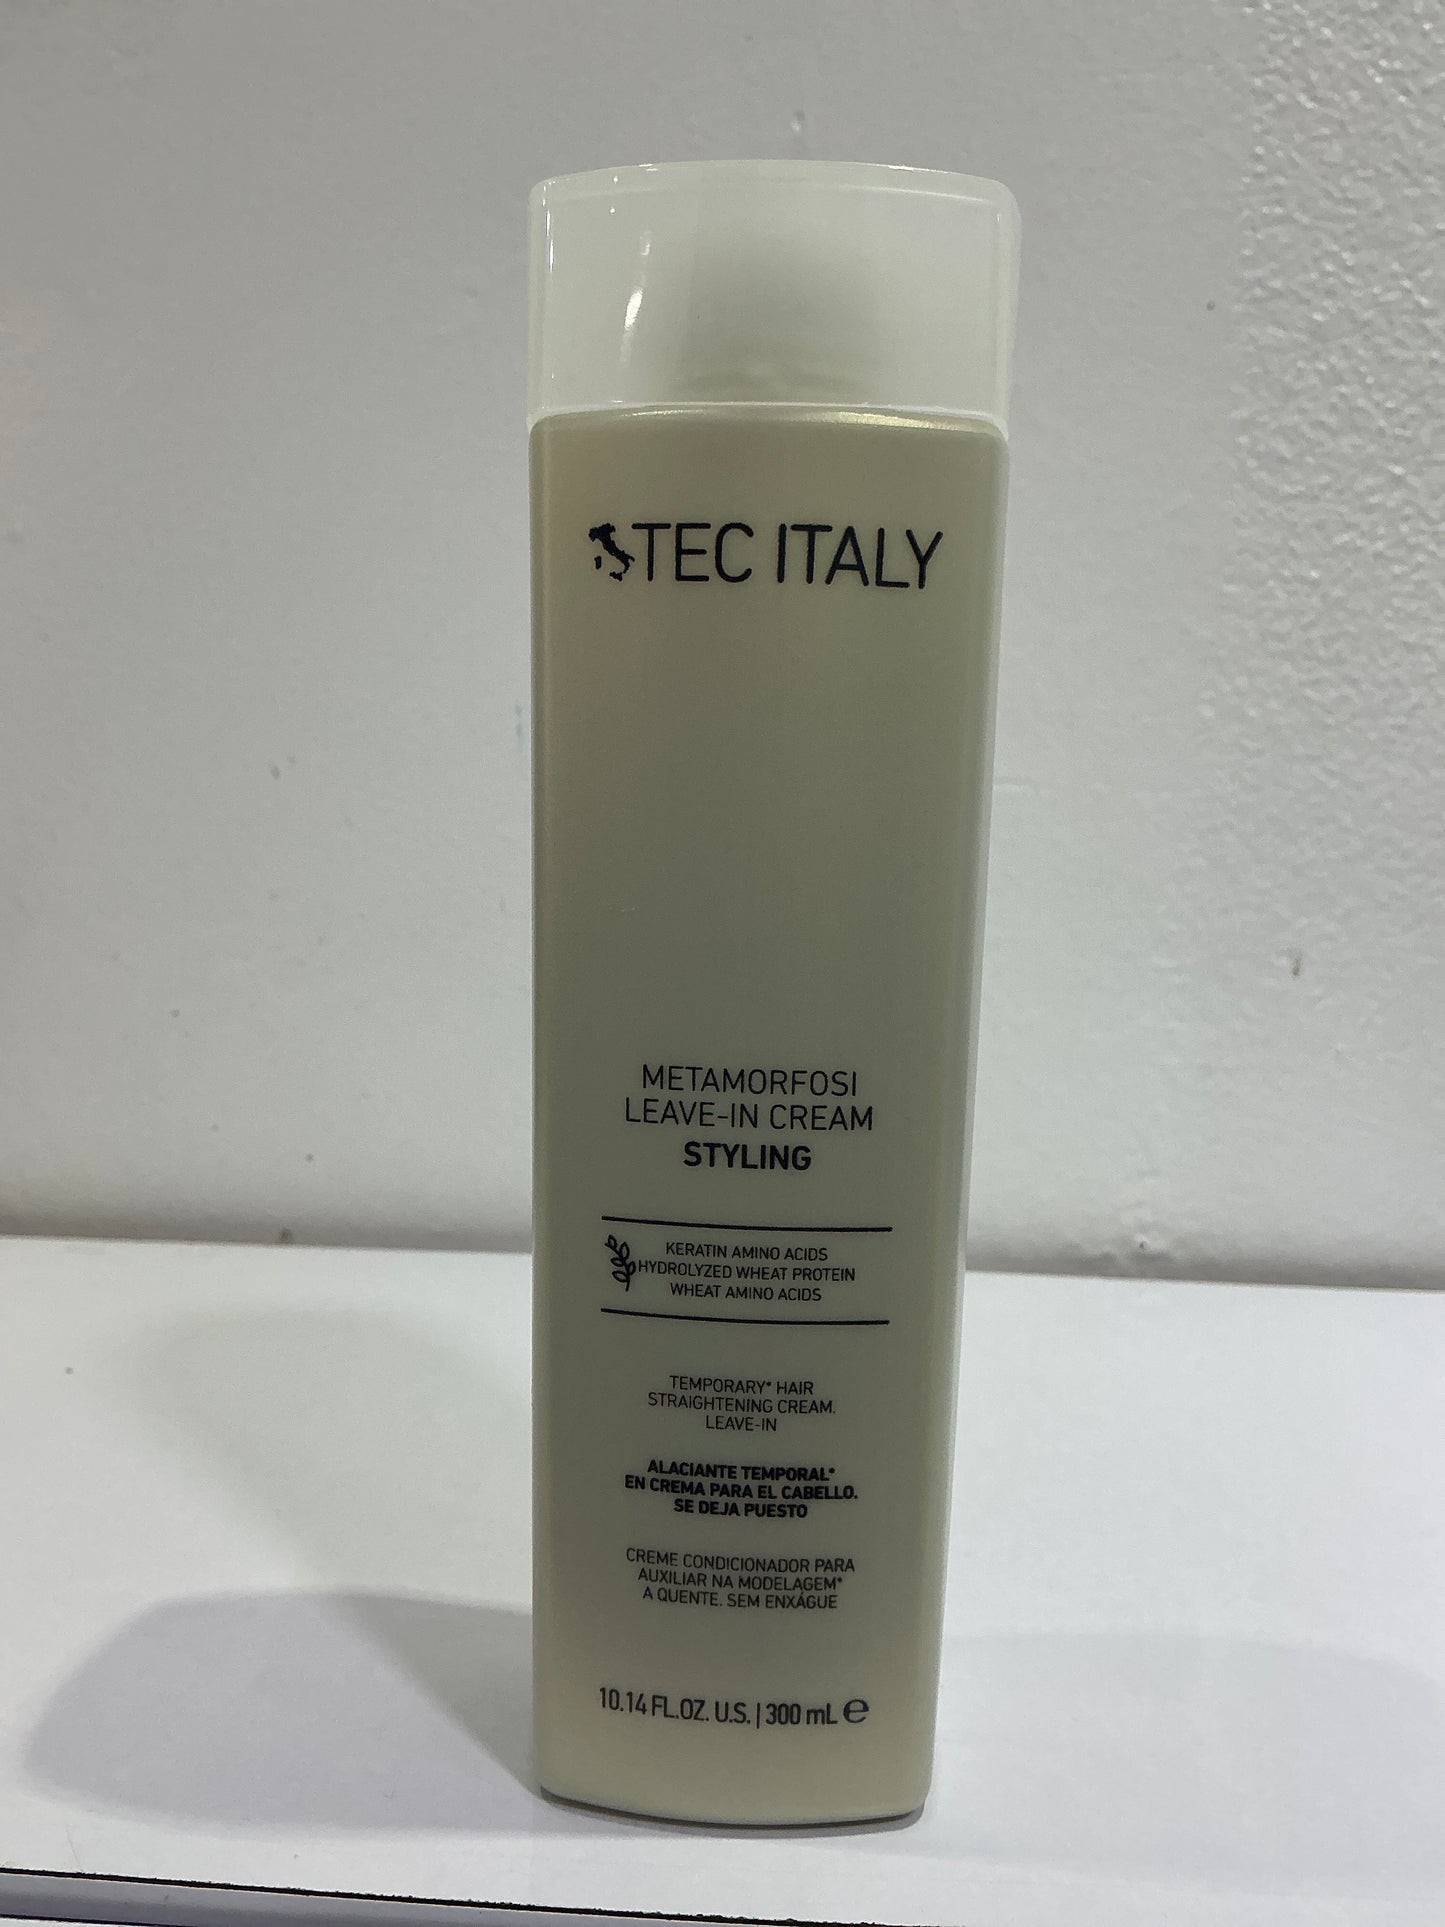 TEC ITALY
METAMORFOSI
LEAVE-IN CREAM
STYLING
KERATIN AMINO ACIDS
HYDROLYZED WHEAT PROTEIN
WHEAT AMINO ACIDS
TEMPORARY* HAIR
STRAIGHTENING CREAM.
LEAVE-IN
ALACIANTE TEMPORAL*
EN CREMA PARA EL CABELLO.
SE DEJA PUESTO
CREME CONDICIONADOR PARA
AUXILIAR NA MODELAGEM*
A QUENTE. SEM ENXÁGUE
10.14 FL.OZ. U.S. | 300 mL ℮